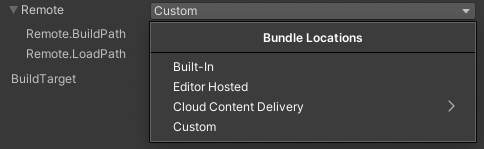 Remote
Custom
Remote.BuildPath
Remote.LoadPath
BuildTarget
Bundle Locations
Built-In
Editor Hosted
Cloud Content Delivery
Custom